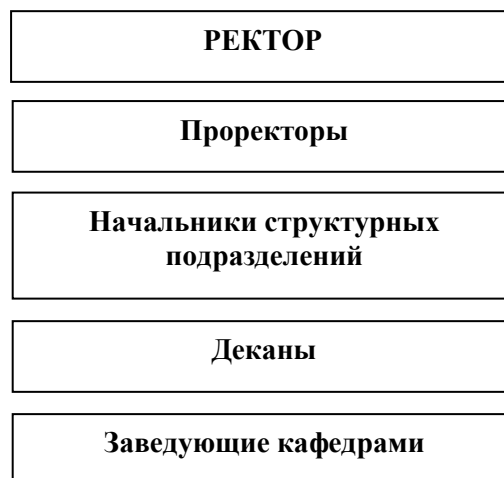 РЕКТОР
Проректоры
Начальники структурных
подразделений
Деканы
Заведующие кафедрами